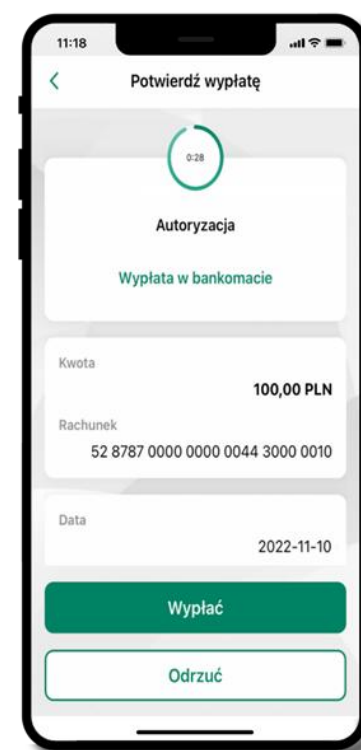 11:18
Potwierdź wypłatę
0:28
Autoryzacja
Wypłata w bankomacie
Kwota
100,00 PLN
Rachunek
52 8787 0000 0000 0044 3000 0010
Data
2022-11-10
Wypłać
Odrzuć